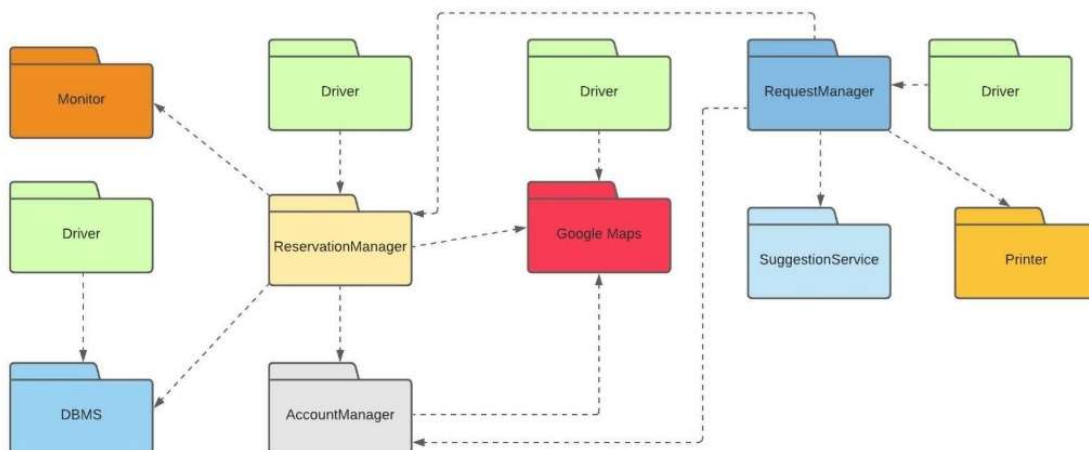 Monitor
Driver
Driver
RequestManager
Driver
Driver
ReservationManager
Google Maps
SuggestionService
Printer
DBMS
AccountManager